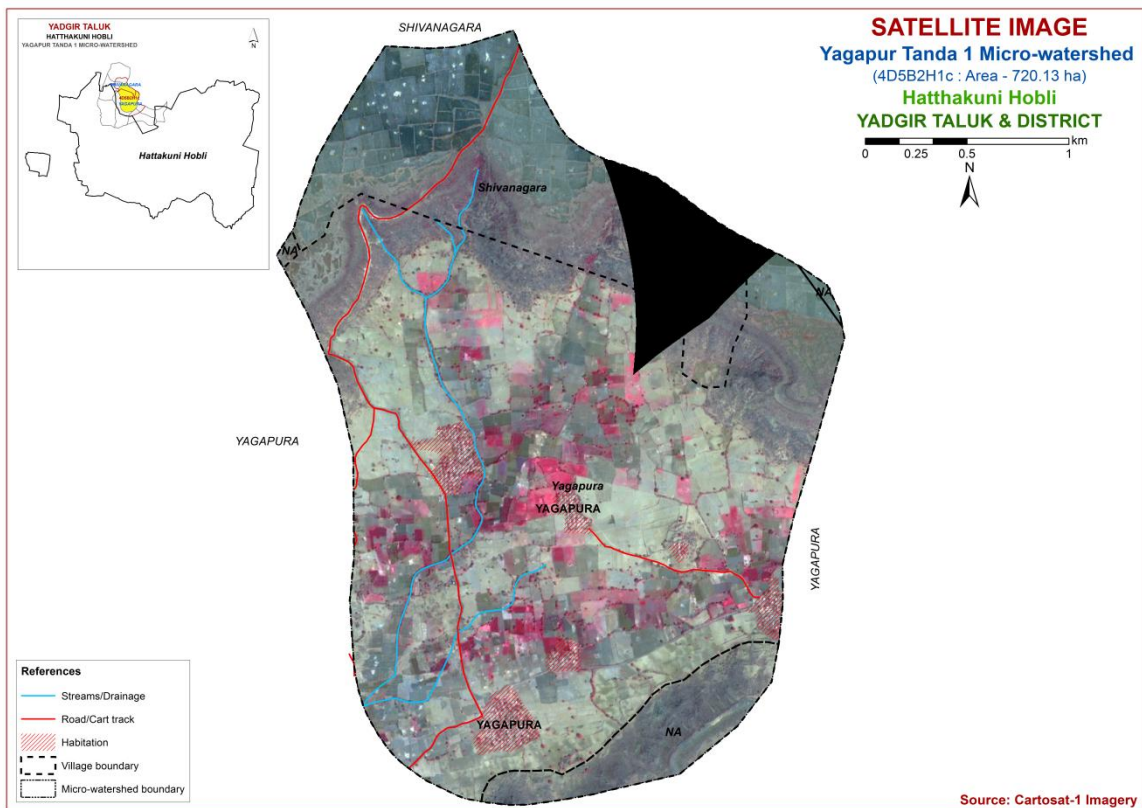 YADGIR TALUK
HATTHAKUNI HOBLI
YAGAPUR TANDA 1 MICRO-WATERSHED
N
YAGAPURA
Hattakuni Hobli
SHIVANAGARA
SATELLITE IMAGE
Yagapur Tanda 1 Micro-watershed
(4D5B2H1c : Area - 720.13 ha)
Hatthakuni Hobli
YADGIR TALUK & DISTRICT
km
0 0.25 0.5 1
N
Shivanagara
NA
NA
YAGAPURA
Yagapura
YAGAPURA
YAGAPURA
YAGAPURA
NA
References
Streams/Drainage
Road/Cart track
Habitation
Village boundary
Micro-watershed boundary
Source: Cartosat-1 Imagery